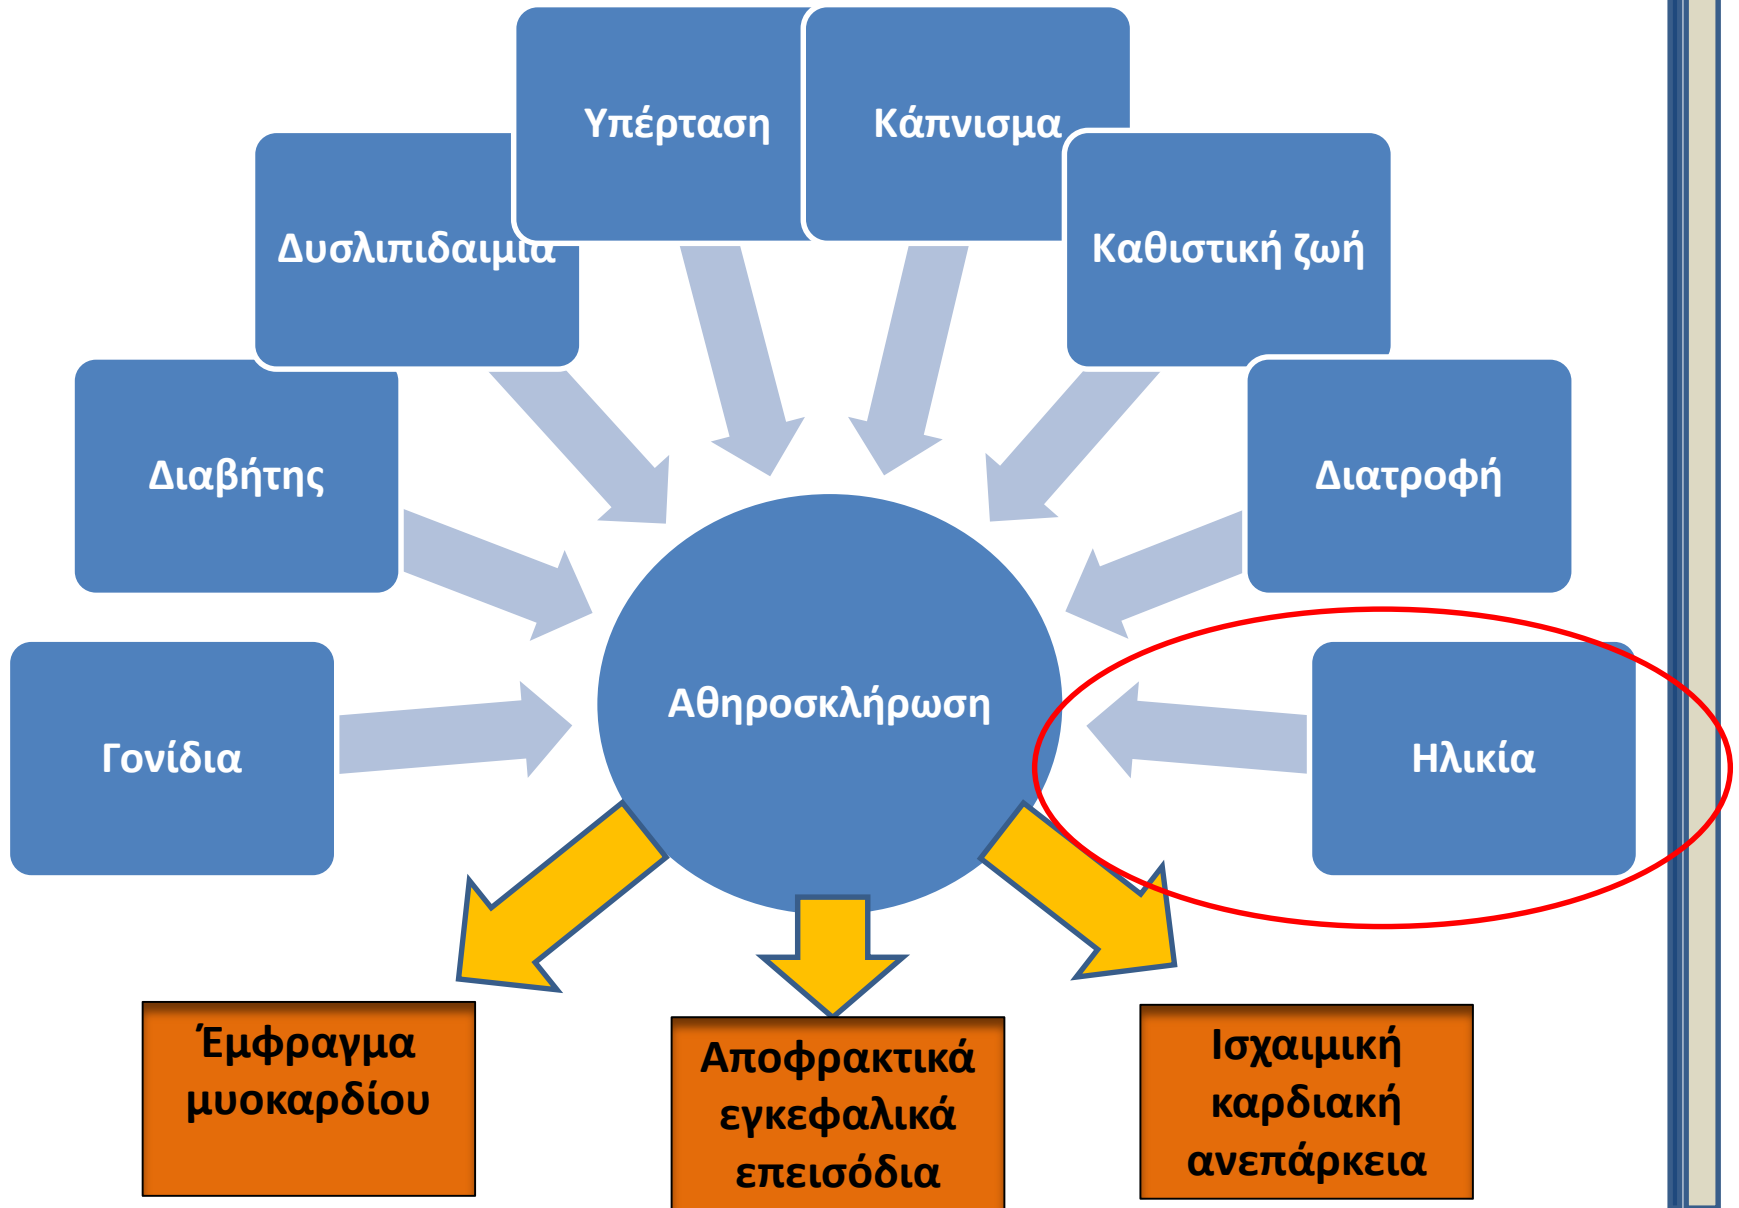 Υπέρταση
Κάπνισμα
Δυσλιπιδαιμία
Καθιστική ζωή
Διαβήτης
Διατροφή
Αθηροσκλήρωση
Γονίδια
Ηλικία
Έμφραγμα
μυοκαρδίου
Αποφρακτικά
εγκεφαλικά
επεισόδια
Ισχαιμική
καρδιακή
ανεπάρκεια